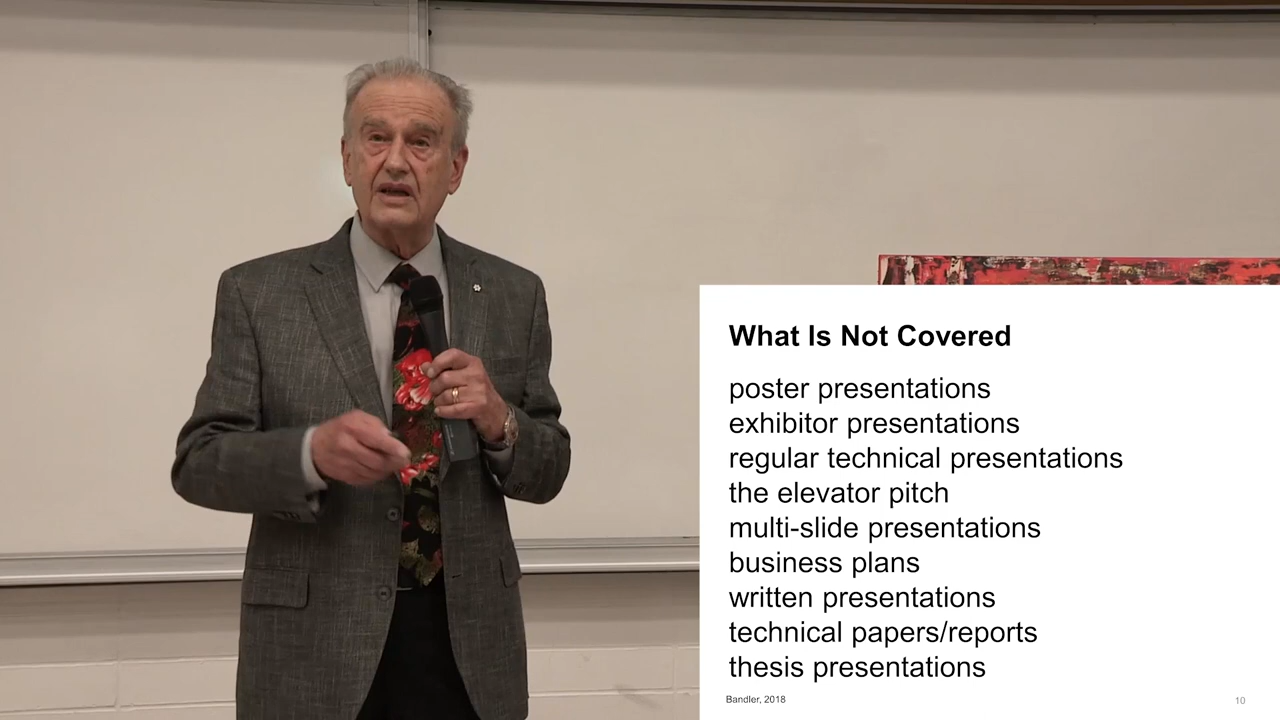 What Is Not Covered
poster presentations
exhibitor presentations
regular technical presentations
the elevator pitch
multi-slide presentations
business plans
written presentations
technical papers/reports
thesis presentations
Bandler, 2018
10